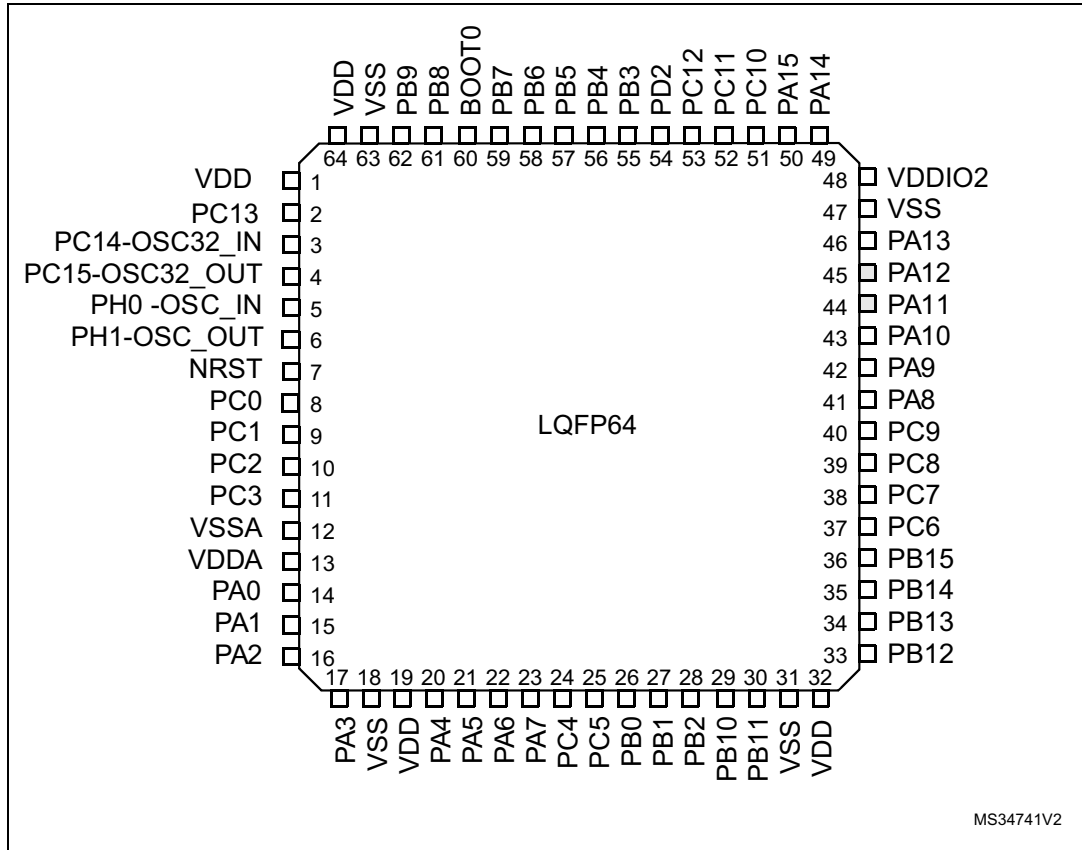 VDD
VSS
PB9
PB8
BOOT0
PB7
PB6
PB5
PB4
PB3
PD2
PC12
PC11
PC10
PA15
PA14
64 63 62 61 60 59 58 57 56 55 54 53 52 51 50 49
VDD 1
PC13 2
PC14-OSC32_IN 3
PC15-OSC32_OUT 4
PH0 -OSC_IN 5
PH1-OSC_OUT 6
NRST 7
PC0 8
PC1 9
PC2 10
PC3 11
VSSA 12
VDDA 13
PA0 14
PA1 15
PA2 16
LQFP64
48 VDDIO2
47 VSS
46 PA13
45 PA12
44 PA11
43 PA10
42 PA9
41 PA8
40 PC9
39 PC8
38 PC7
37 PC6
36 PB15
35 PB14
34 PB13
33 PB12
17 18 19 20 21 22 23 24 25 26 27 28 29 30 31 32
PA3
VSS
VDD
PA4
PA5
PA6
PA7
PC4
PC5
PB0
PB1
PB2
PB10
PB11
VSS
VDD
MS34741V2